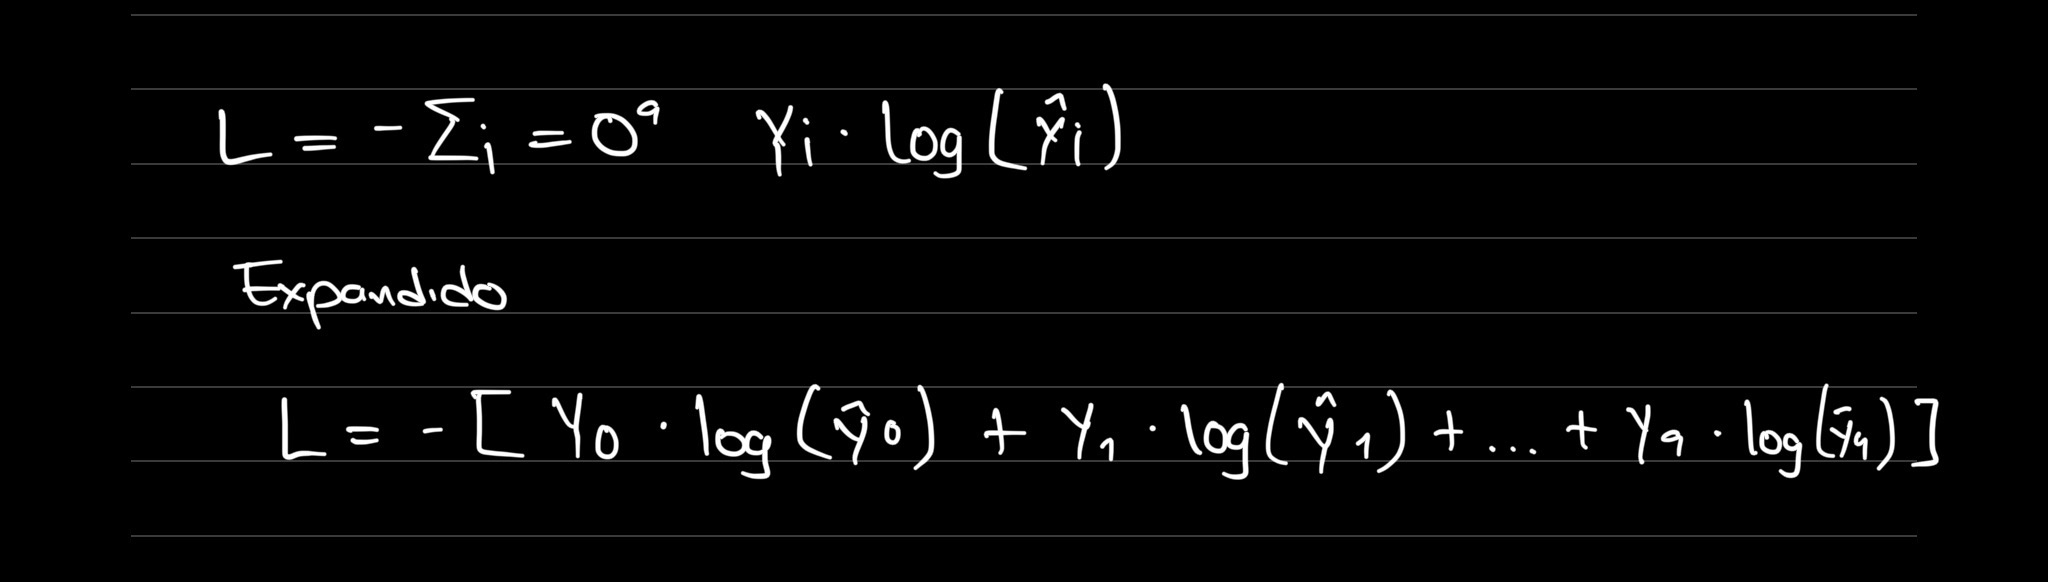 L = -Σi = 0⁹ Yi · log(ŷi)
Expandido
L = -[Y0 · log(ŷ0) + Y1 · log(ŷ1) + ... + Y9 · log(ŷ9)]